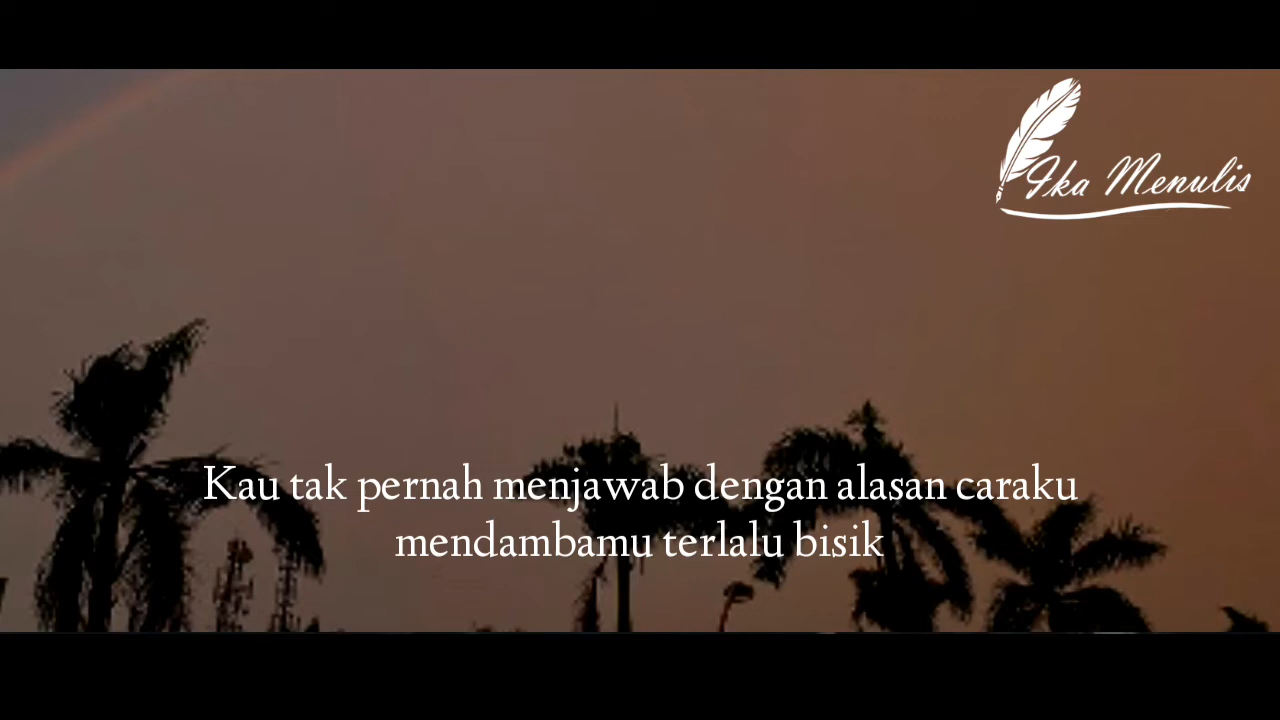 Ika Menulis
Kau tak pernah menjawab dengan alasan caraku
mendambamu terlalu bisik